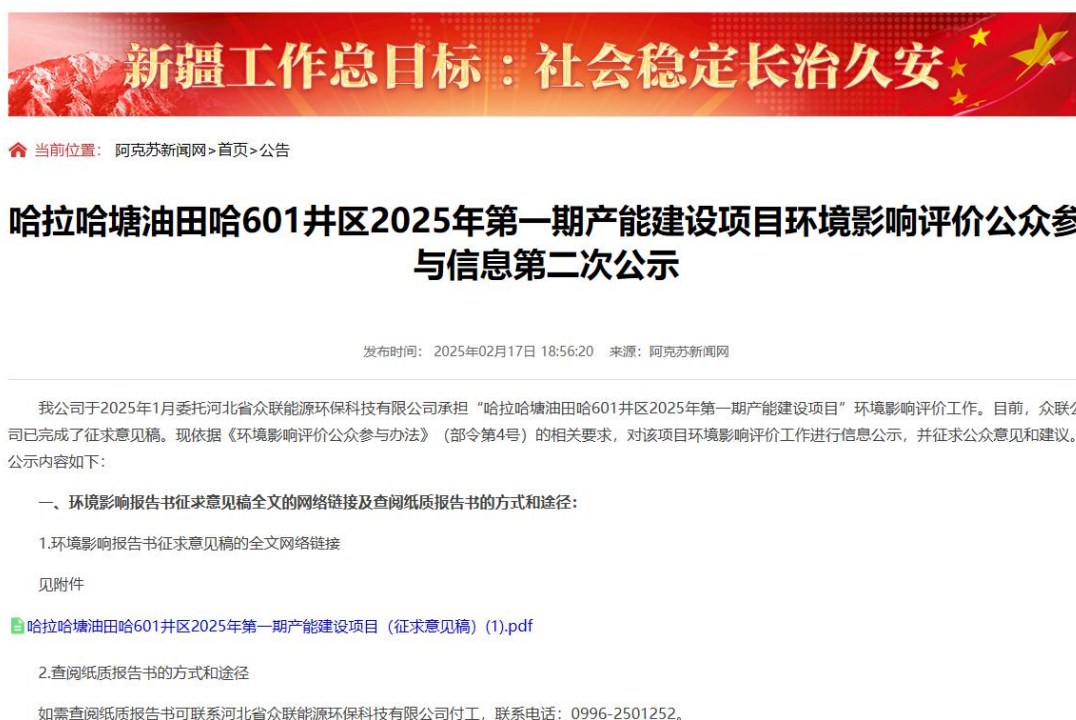 新疆工作总目标：社会稳定长治久安
当前位置： 阿克苏新闻网>首页>公告
哈拉哈塘油田哈601井区2025年第一期产能建设项目环境影响评价公众参
与信息第二次公示
发布时间： 2025年02月17日 18:56:20 来源：阿克苏新闻网
我公司于2025年1月委托河北省众联能源环保科技有限公司承担“哈拉哈塘油田哈601井区2025年第一期产能建设项目”环境影响评价工作。目前，众联公
司已完成了征求意见稿。现依据《环境影响评价公众参与办法》（部令第4号）的相关要求，对该项目环境影响评价工作进行信息公示，并征求公众意见和建议。
公示内容如下：
一、环境影响报告书征求意见稿全文的网络链接及查阅纸质报告书的方式和途径：
1.环境影响报告书征求意见稿的全文网络链接
见附件
哈拉哈塘油田哈601井区2025年第一期产能建设项目（征求意见稿）(1).pdf
2.查阅纸质报告书的方式和途径
如需查阅纸质报告书可联系河北省众联能源环保科技有限公司付工，联系电话：0996-2501252。